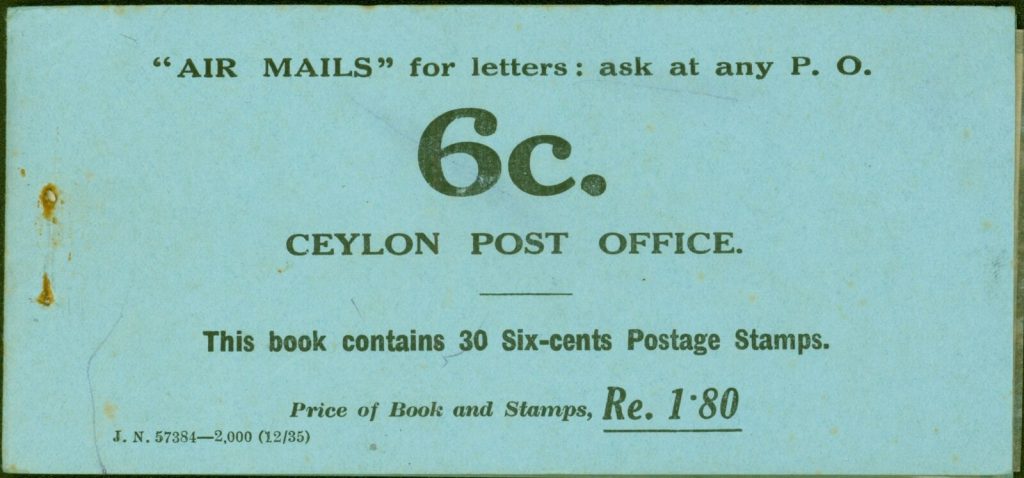 “AIR MAILS” for letters: ask at any P. O.
6c.
CEYLON POST OFFICE.
This book contains 30 Six-cents Postage Stamps.
Price of Book and Stamps, Re. 1·80
J. N. 57384—2,000 (12/35)